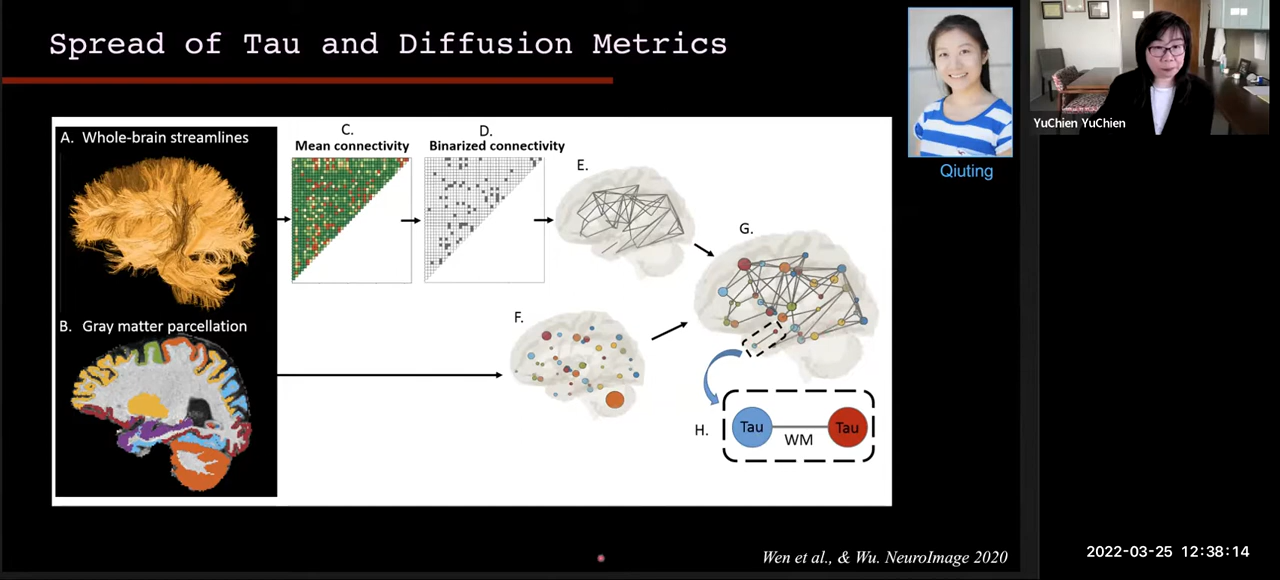 Spread of Tau and Diffusion Metrics
YuChien YuChien
Qiuting
A. Whole-brain streamlines
C.
Mean connectivity
D.
Binarized connectivity
E.
G.
B. Gray matter parcellation
F.
H.
Tau
WM
Tau
Wen et al., & Wu. NeuroImage 2020
2022-03-25 12:38:14